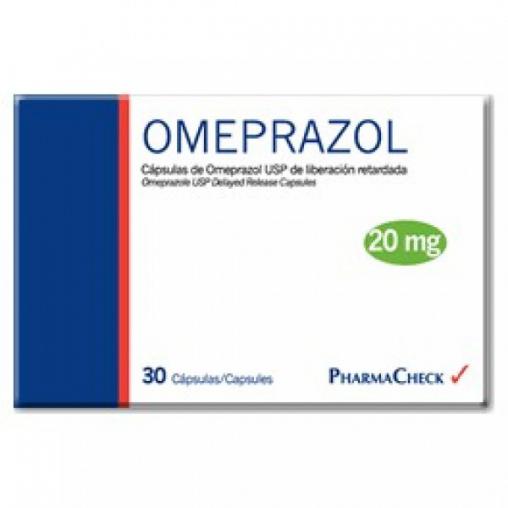 OMEPRAZOL
Cápsulas de Omeprazol USP de liberación retardada
Omeprazole USP Delayed Release Capsules
20 mg
30 Cápsulas/Capsules
PHARMACHECK